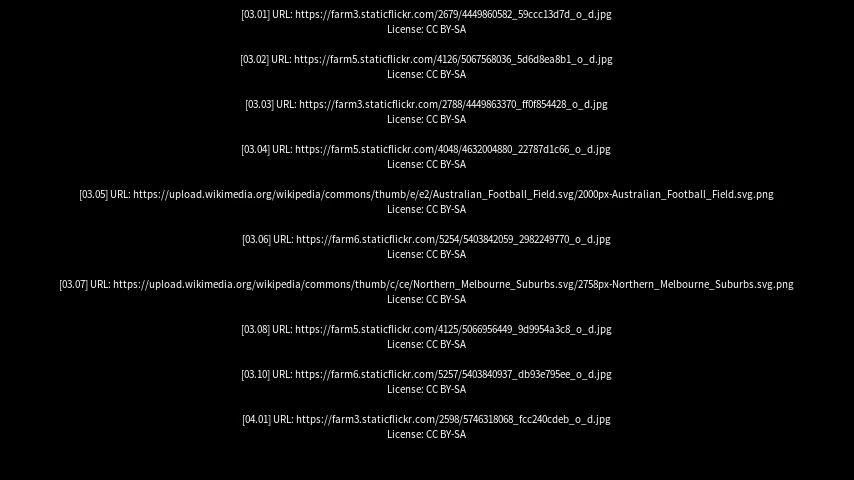 [03.01] URL: https://farm3.staticflickr.com/2679/4449860582_59ccc13d7d_o_d.jpg
License: CC BY-SA
[03.02] URL: https://farm5.staticflickr.com/4126/5067568036_5d6d8ea8b1_o_d.jpg
License: CC BY-SA
[03.03] URL: https://farm3.staticflickr.com/2788/4449863370_ff0f854428_o_d.jpg
License: CC BY-SA
[03.04] URL: https://farm5.staticflickr.com/4048/4632004880_22787d1c66_o_d.jpg
License: CC BY-SA
[03.05] URL: https://upload.wikimedia.org/wikipedia/commons/thumb/e/e2/Australian_Football_Field.svg/2000px-Australian_Football_Field.svg.png
License: CC BY-SA
[03.06] URL: https://farm6.staticflickr.com/5254/5403842059_2982249770_o_d.jpg
License: CC BY-SA
[03.07] URL: https://upload.wikimedia.org/wikipedia/commons/thumb/c/ce/Northern_Melbourne_Suburbs.svg/2758px-Northern_Melbourne_Suburbs.svg.png
License: CC BY-SA
[03.08] URL: https://farm5.staticflickr.com/4125/5066956449_9d9954a3c8_o_d.jpg
License: CC BY-SA
[03.10] URL: https://farm6.staticflickr.com/5257/5403840937_db93e795ee_o_d.jpg
License: CC BY-SA
[04.01] URL: https://farm3.staticflickr.com/2598/5746318068_fcc240cdeb_o_d.jpg
License: CC BY-SA